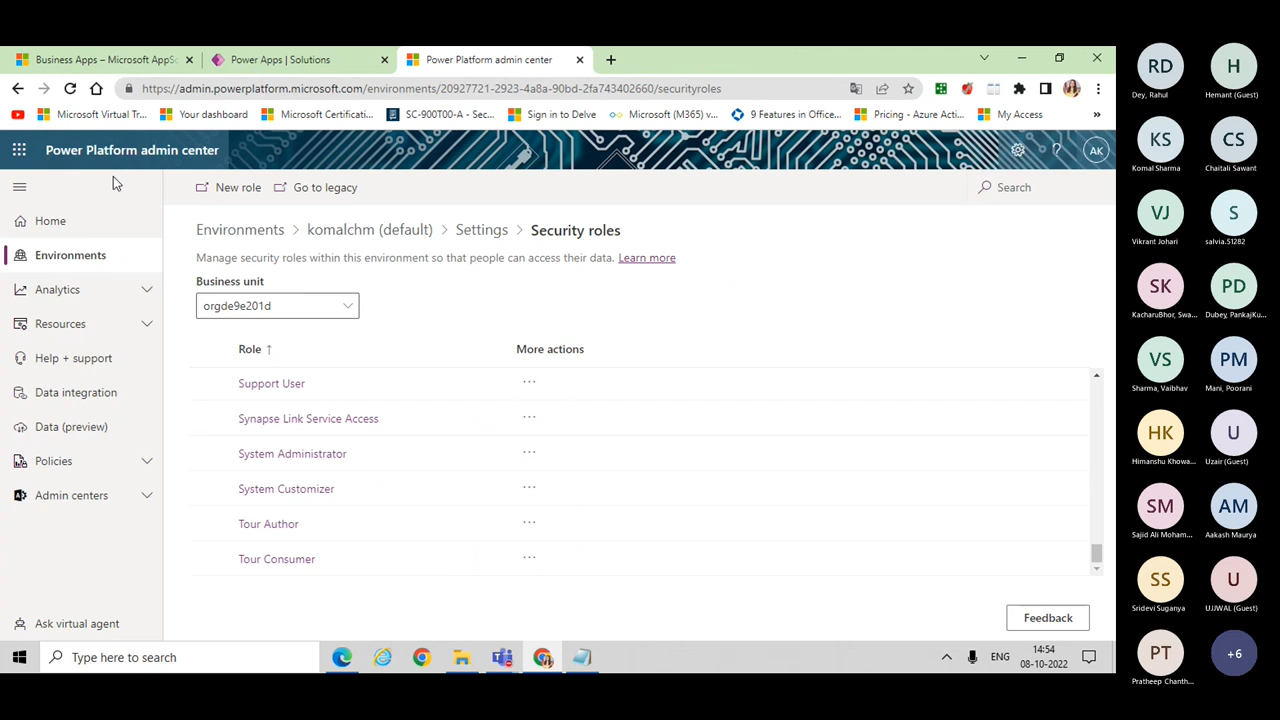 Business Apps – Microsoft AppSo
Power Apps | Solutions
Power Platform admin center
https://admin.powerplatform.microsoft.com/environments/20927721-2923-4a8a-90bd-2fa743402660/securityroles
Microsoft Virtual Tr...
Your dashboard
Microsoft Certificati...
SC-900T00-A - Sec...
Sign in to Delve
Microsoft (M365) v...
9 Features in Office...
Pricing - Azure Acti...
My Access
Power Platform admin center
AK
New role
Go to legacy
Search
Home
Environments
Analytics
Resources
Help + support
Data integration
Data (preview)
Policies
Admin centers
Ask virtual agent
Environments > komalchm (default) > Settings > Security roles
Manage security roles within this environment so that people can access their data. Learn more
Business unit
orgde9e201d
Role ↑
More actions
Support User
Synapse Link Service Access
System Administrator
System Customizer
Tour Author
Tour Consumer
Feedback
Type here to search
ENG
14:54
08-10-2022
RD
Dey, Rahul
H
Hemant (Guest)
KS
Komal Sharma
CS
Chaitali Sawant
VJ
Vikrant Johari
S
salvia.51282
SK
KacharuBhor, Swa...
PD
Dubey, PankajKu...
VS
Sharma, Vaibhav
PM
Mani, Poorani
HK
Himanshu Khowa...
U
Uzair (Guest)
SM
Sajid Ali Moham...
AM
Aakash Maurya
SS
Sridevi Suganya
U
UJJWAL (Guest)
PT
Pratheep Chanth...
+6